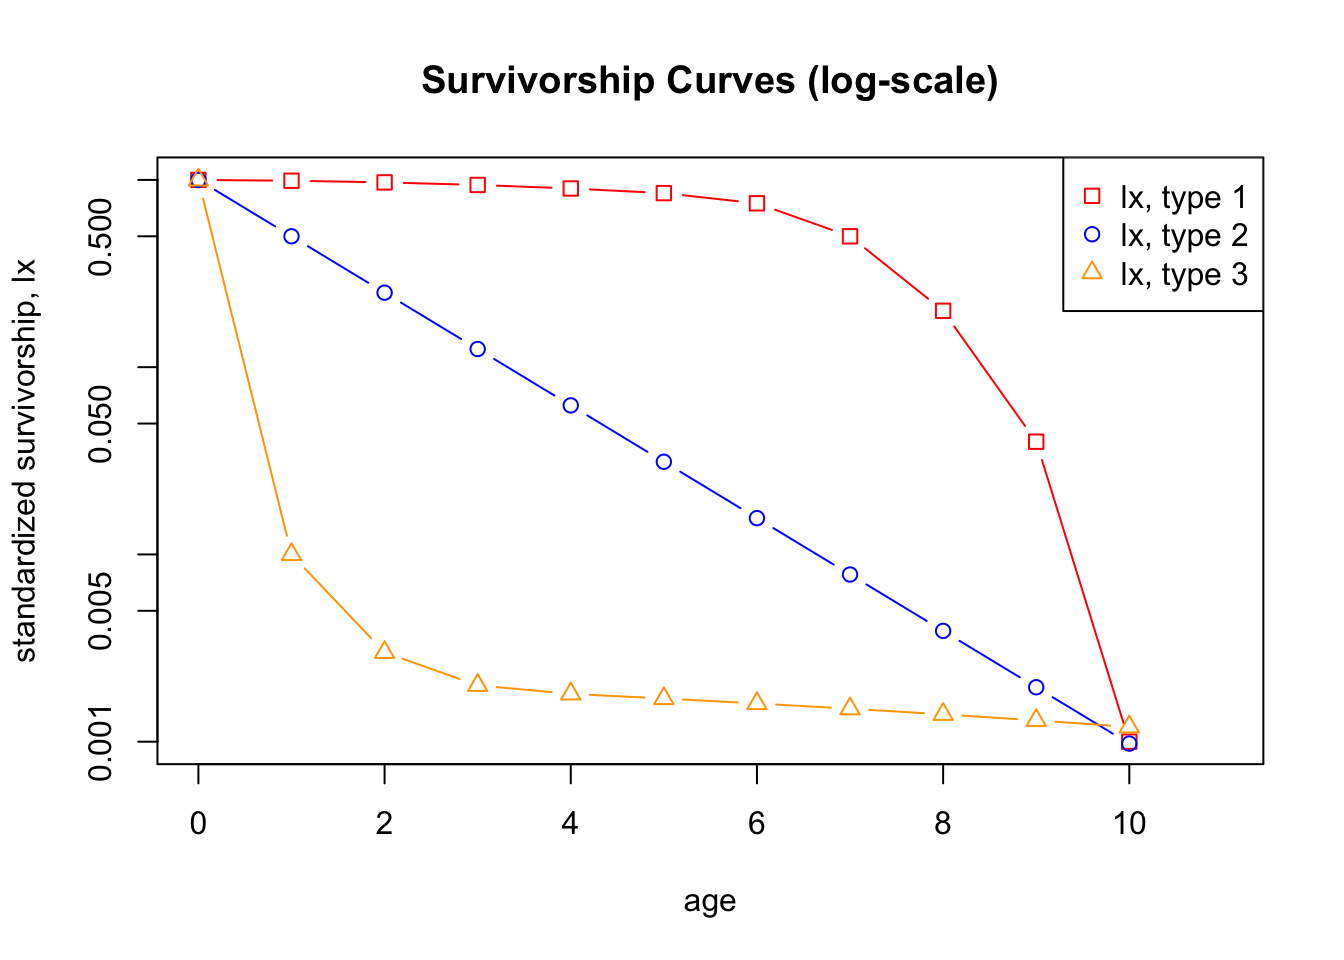 Survivorship Curves (log-scale)
standardized survivorship, lx
0.500
0.050
0.005
0.001
lx, type 1
lx, type 2
lx, type 3
0 2 4 6 8 10
age